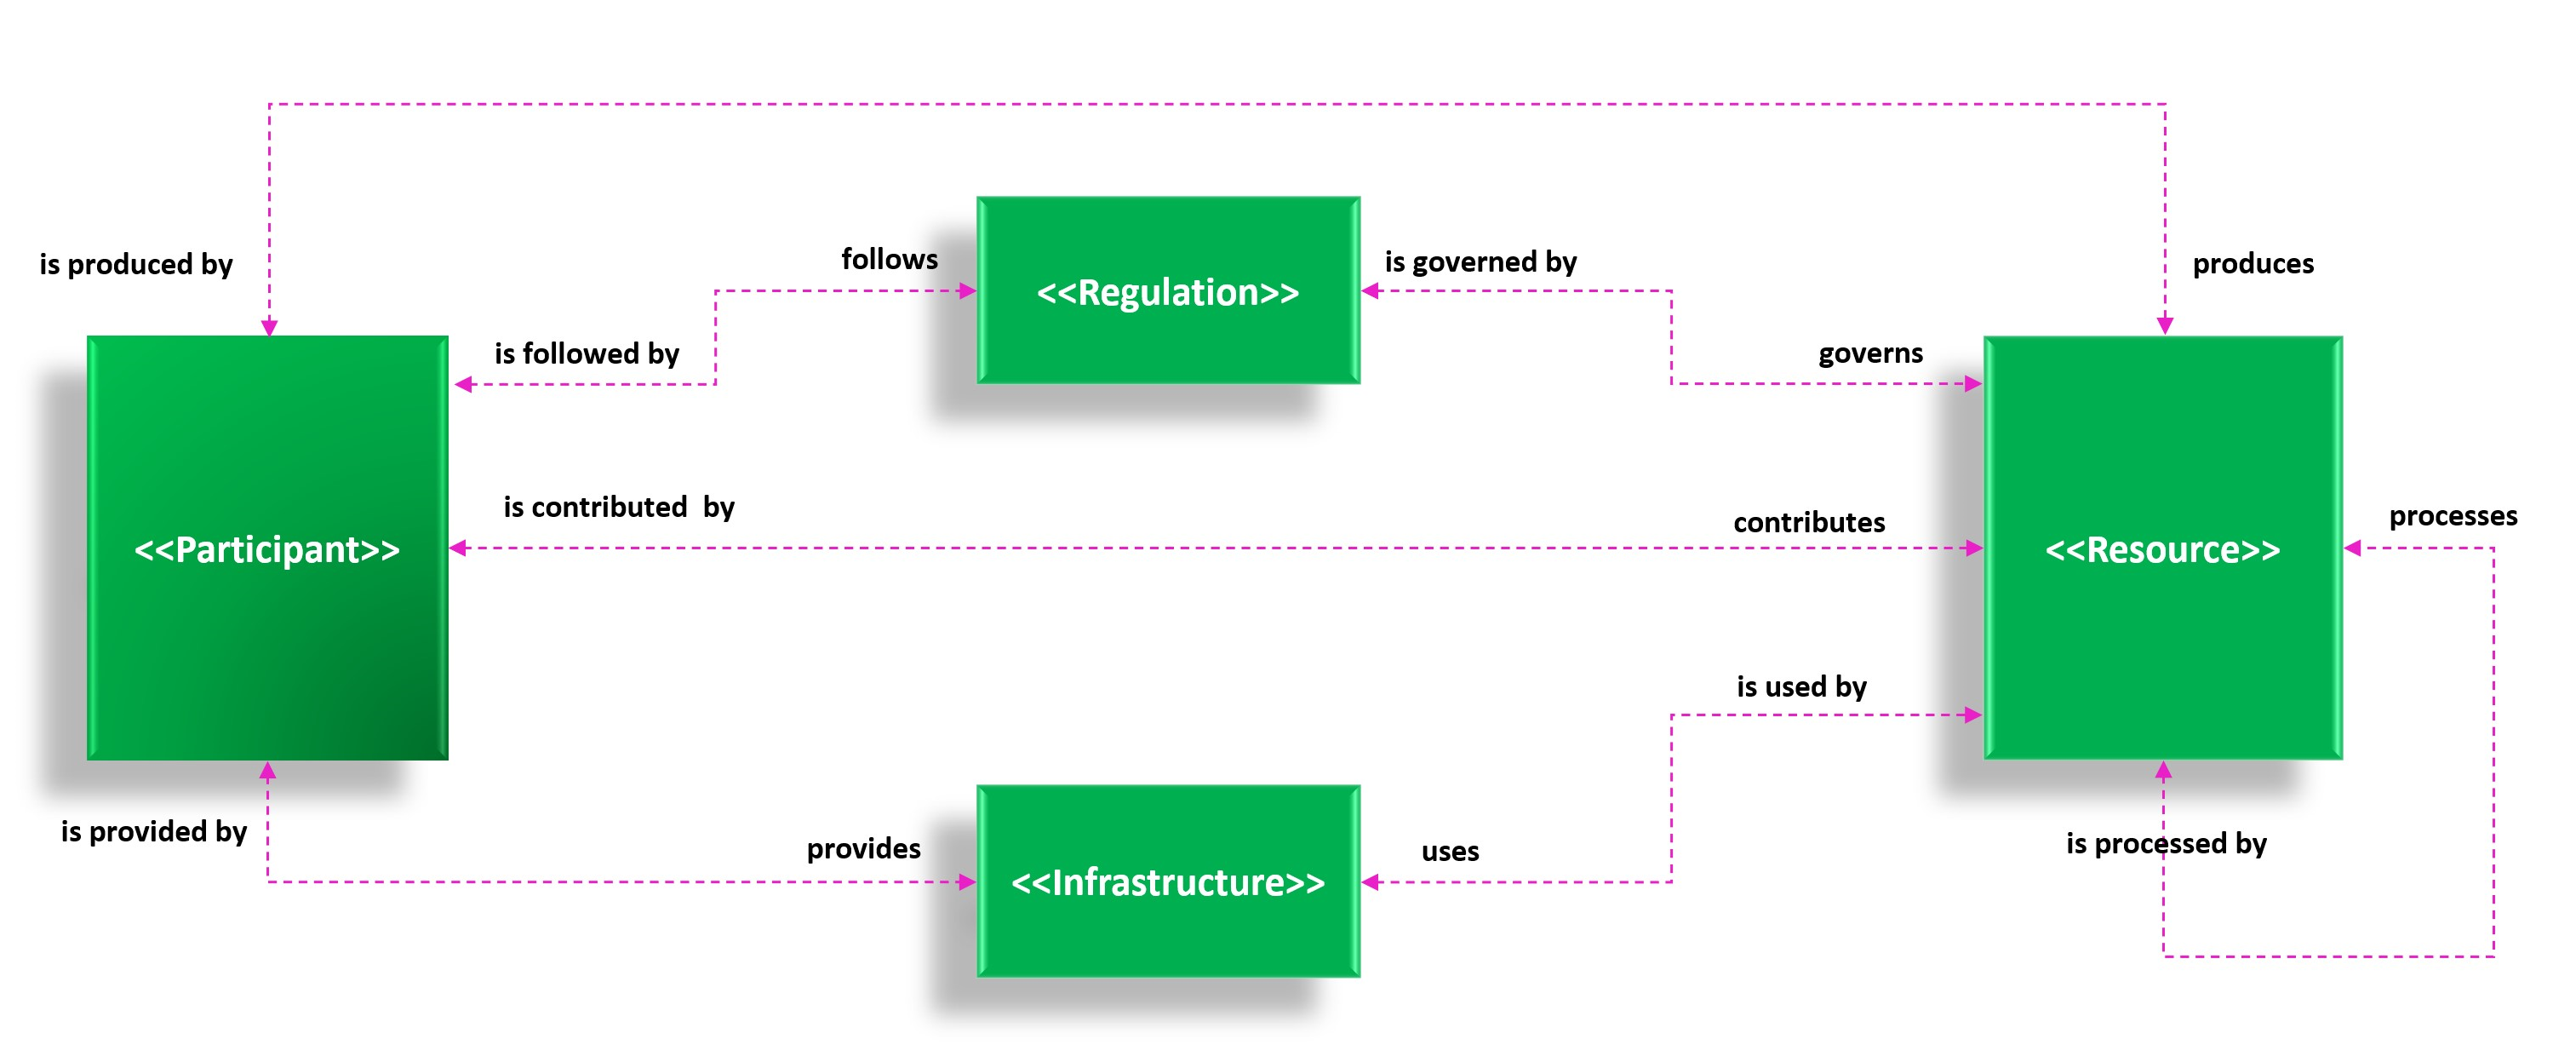 is produced by
follows
is governed by
produces
<<Regulation>>
is followed by
governs
is contributed  by
contributes
processes
<<Participant>>
<<Resource>>
is used by
is provided by
provides
uses
is processed by
<<Infrastructure>>